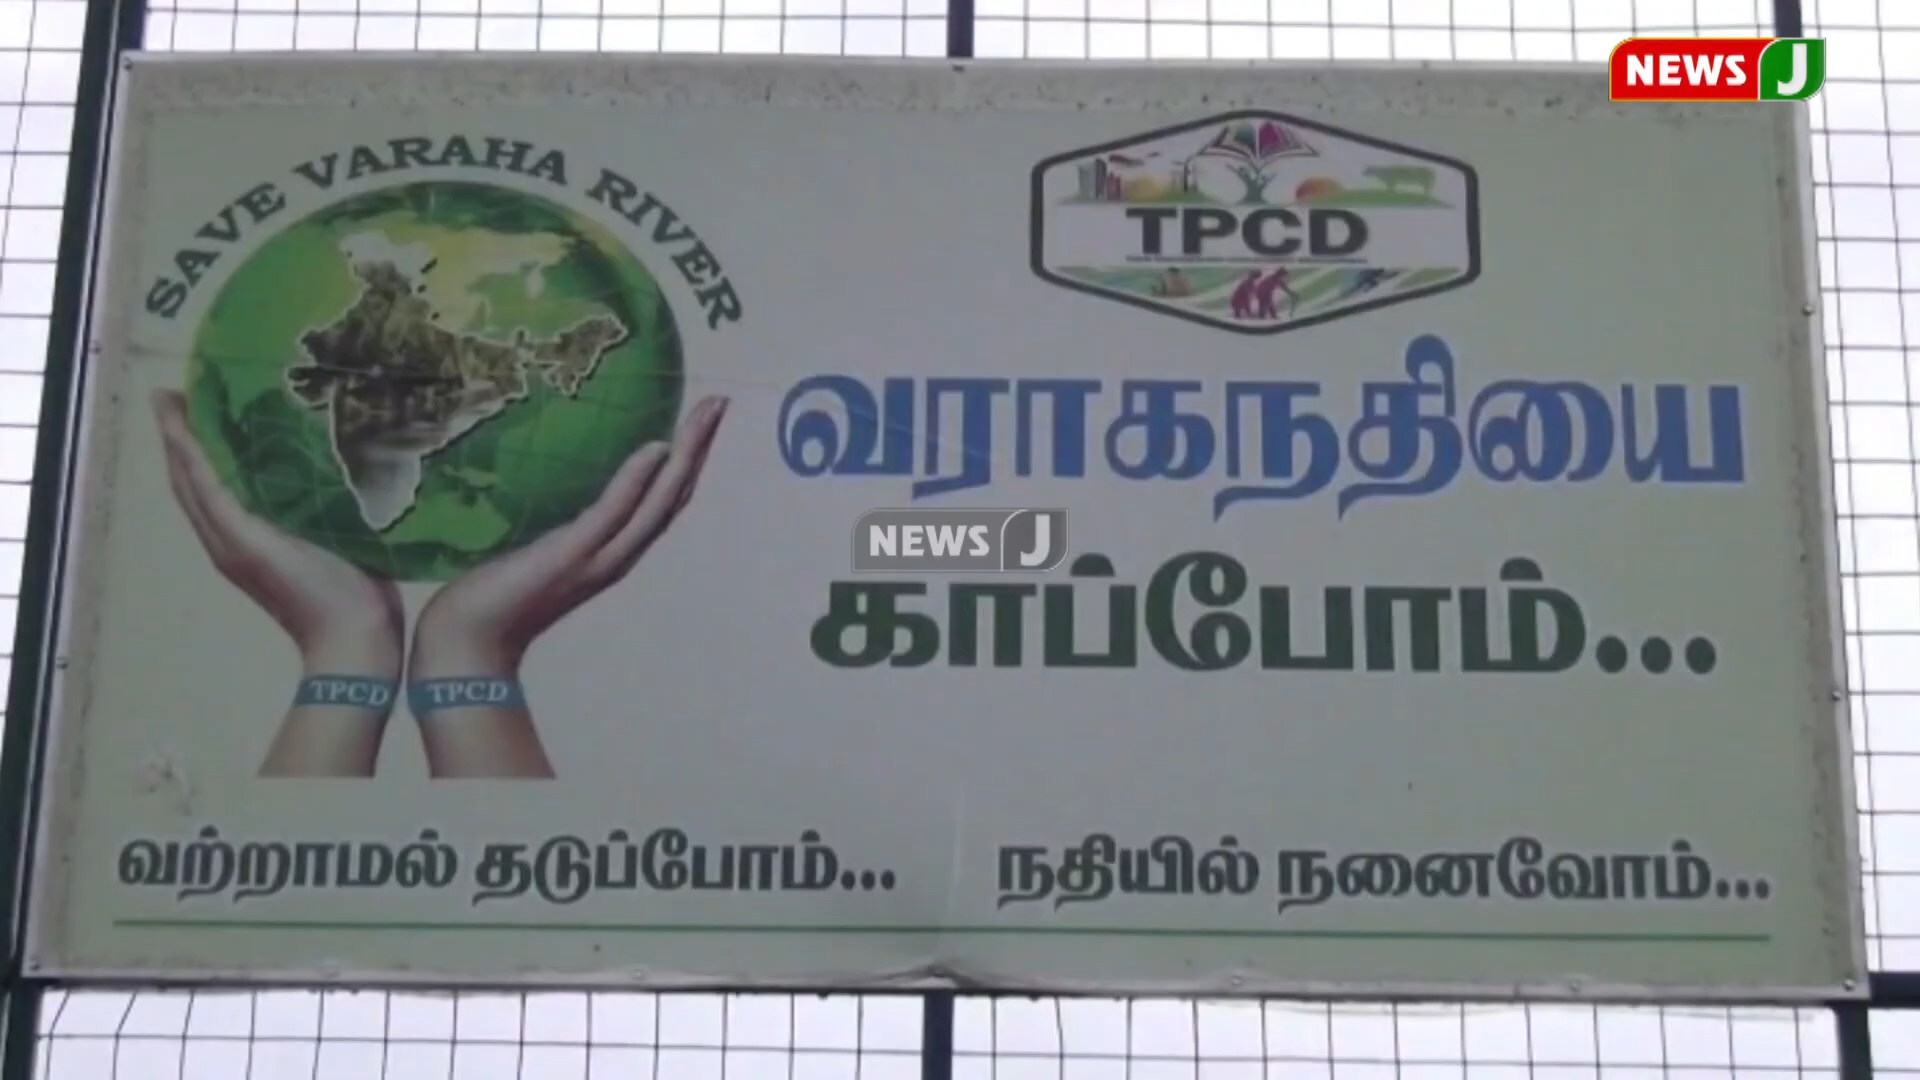 NEWS J
SAVE VARAHA RIVER
TPCD
வராகநதியை
NEWS J
காப்போம்...
TPCD TPCD
வற்றாமல் தடுப்போம்... நதியில் நனைவோம்...